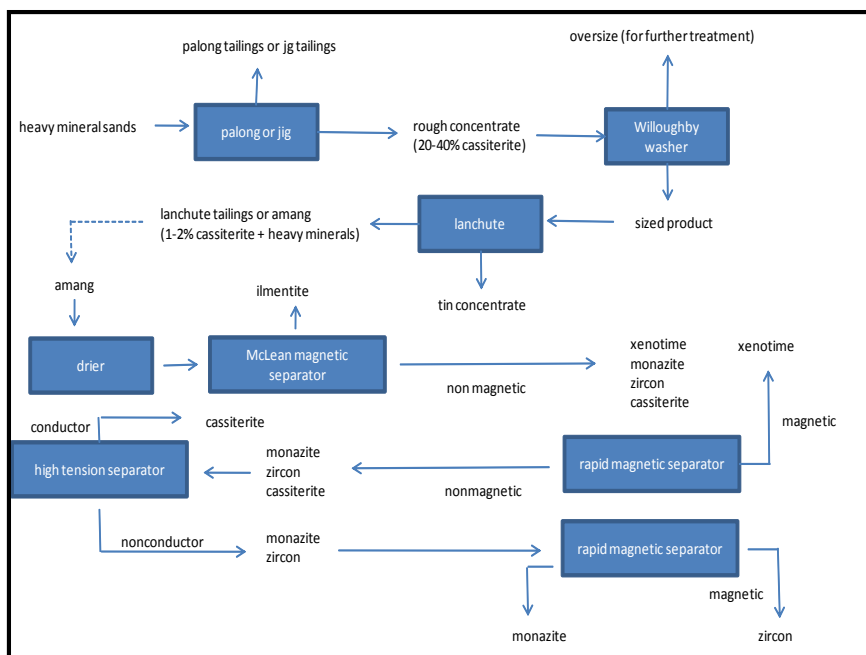 palong tailings or jg tailings
oversize (for further treatment)
heavy mineral sands
palong or jig
rough concentrate
(20-40% cassiterite)
Willoughby
washer
lanchute tailings or amang
(1-2% cassiterite + heavy minerals)
lanchute
sized product
amang
ilmentite
tin concentrate
drier
McLean magnetic
separator
non magnetic
xenotime
monazite
zircon
cassiterite
xenotime
magnetic
conductor
cassiterite
high tension separator
monazite
zircon
cassiterite
nonmagnetic
rapid magnetic separator
nonconductor
monazite
zircon
rapid magnetic separator
magnetic
monazite
zircon